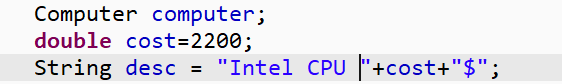 Computer computer;
double cost=2200;
String desc = "Intel CPU "+cost+"$";